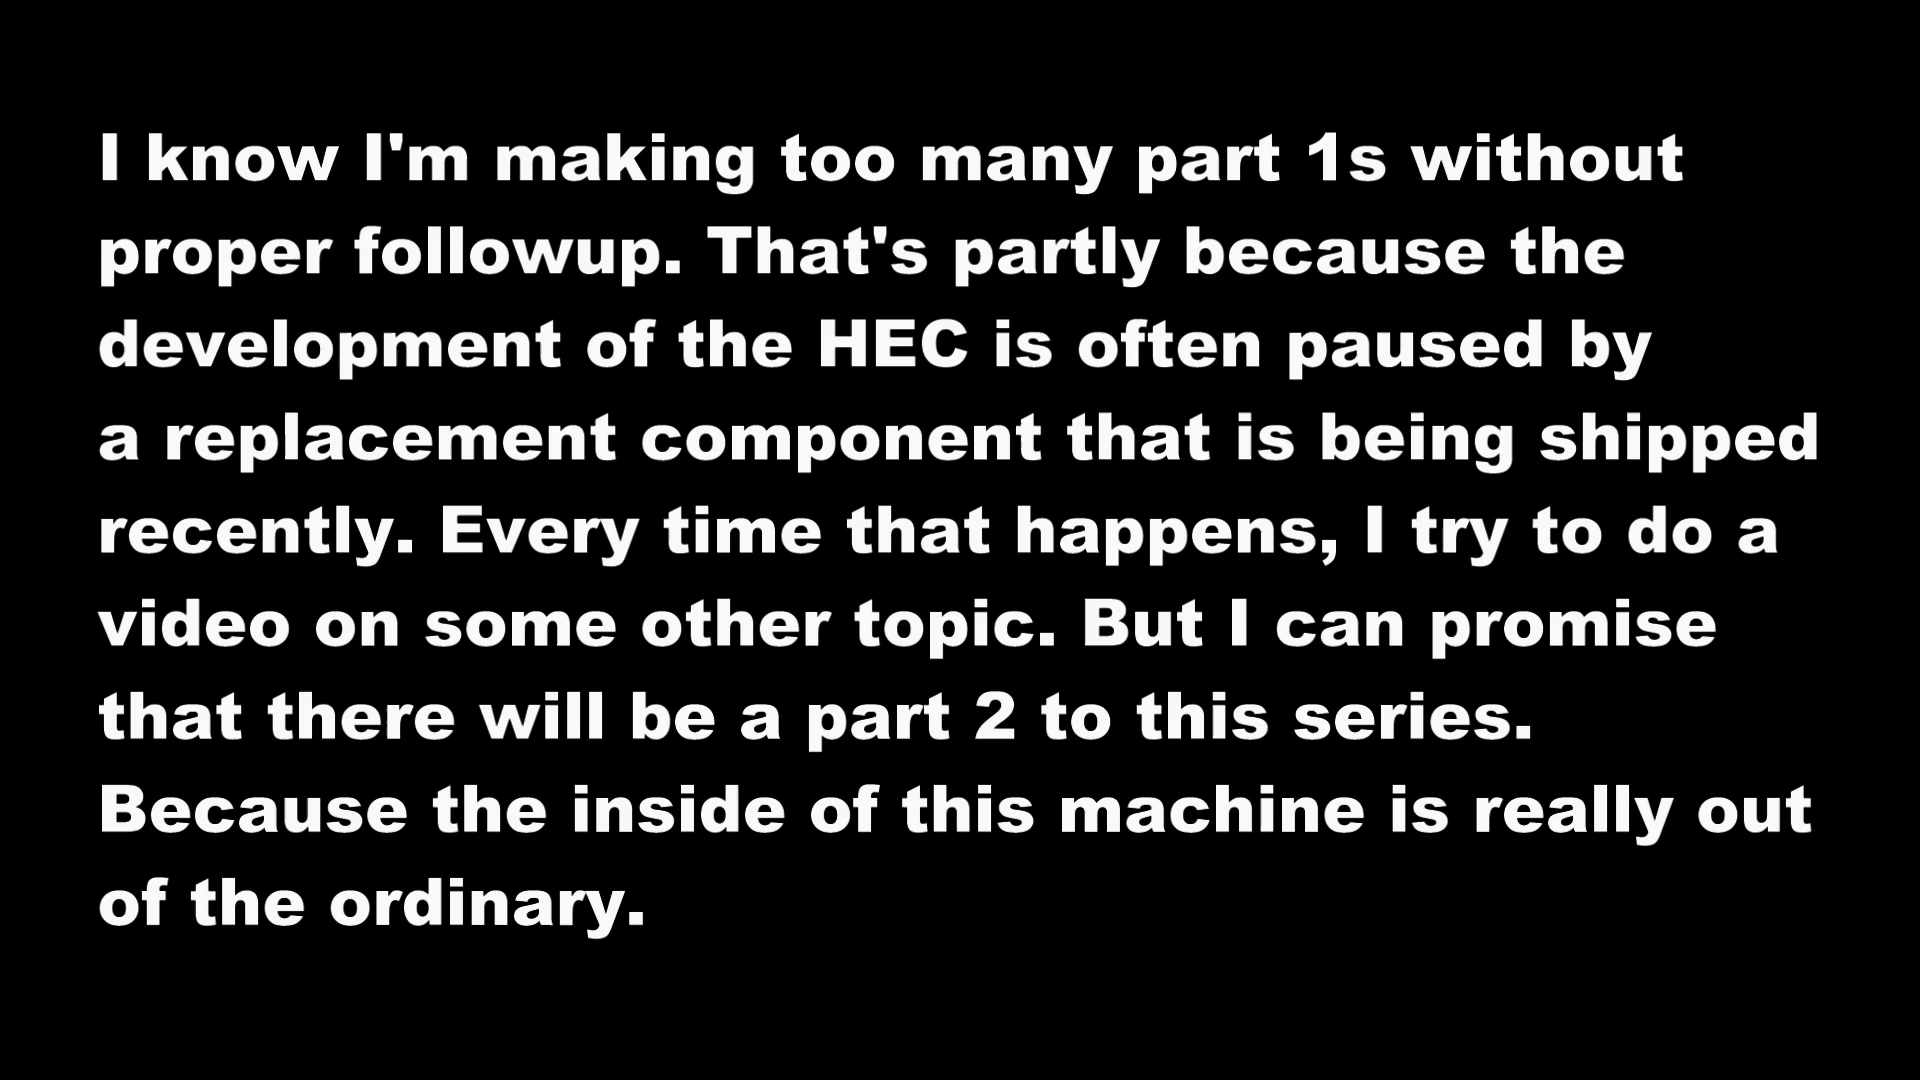 I know I'm making too many part 1s without
proper followup. That's partly because the
development of the HEC is often paused by
a replacement component that is being shipped
recently. Every time that happens, I try to do a
video on some other topic. But I can promise
that there will be a part 2 to this series.
Because the inside of this machine is really out
of the ordinary.